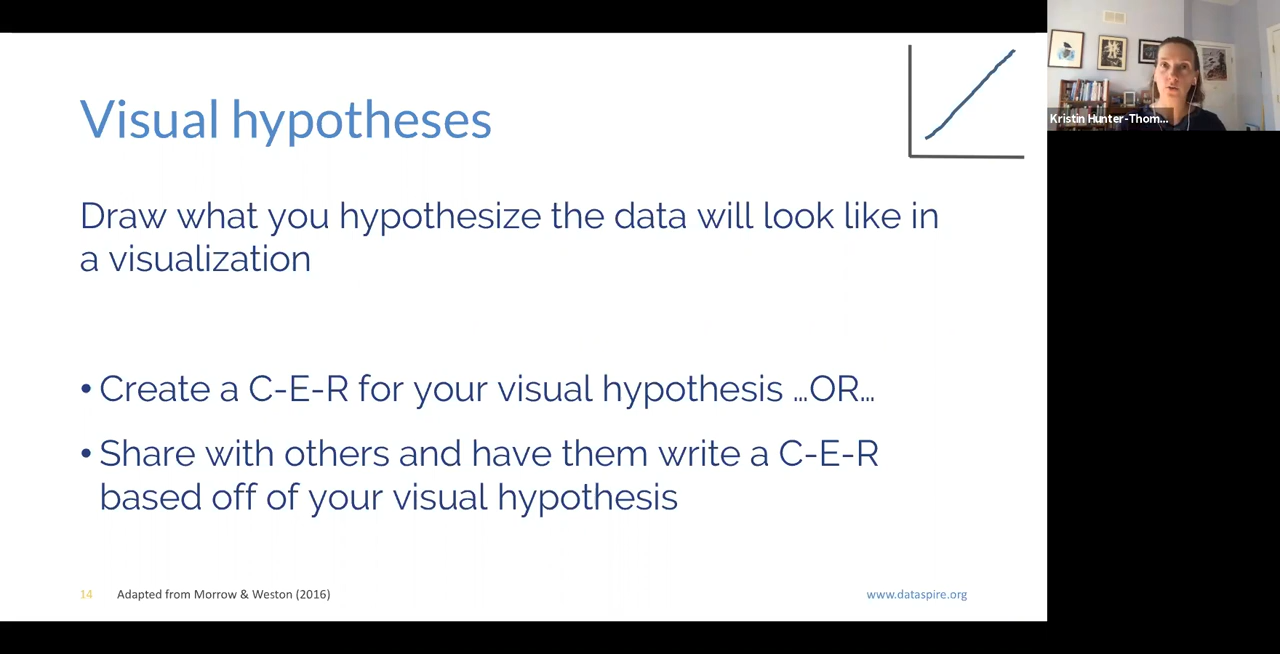 Visual hypotheses
Draw what you hypothesize the data will look like in
a visualization
• Create a C-E-R for your visual hypothesis ...OR...
• Share with others and have them write a C-E-R
based off of your visual hypothesis
14 Adapted from Morrow & Weston (2016)
www.dataspire.org
Kristin Hunter-Thom...